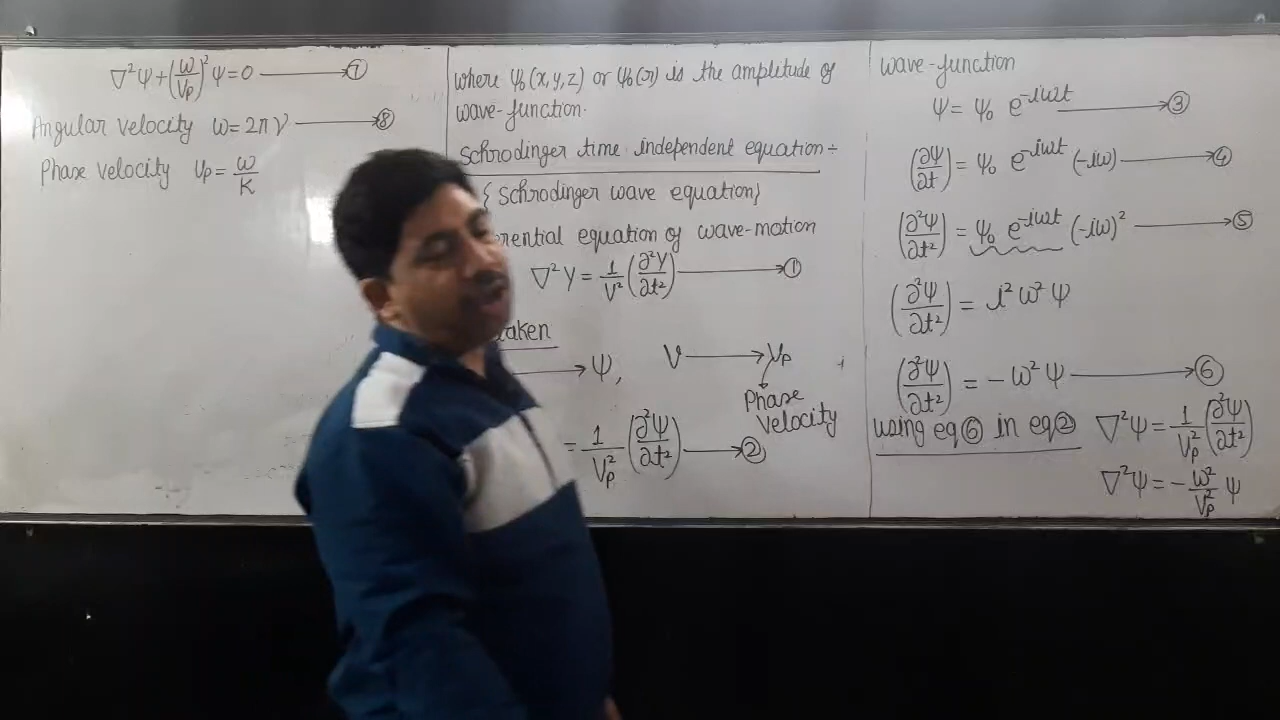 ∇²Ψ + (ω/Vₚ)² Ψ = 0 ⟶ ⑦
Angular velocity ω = 2πν ⟶ ⑧
Phase velocity Vₚ = ω/K
where Ψ₀(x,y,z) or Ψ₀(r) is the amplitude of
wave-function.
Schrodinger time independent equation ÷
{Schrodinger wave equation}
erential equation of wave-motion
∇²Y = 1/V² (∂²Y/∂t²) ⟶ ①
taken
⟶ Ψ, V ⟶ Vₚ
Phase
velocity
= 1/Vₚ² (∂²Ψ/∂t²) ⟶ ②
wave-function
Ψ = Ψ₀ e^-iωt ⟶ ③
(∂Ψ/∂t) = Ψ₀ e^-iωt (-iω) ⟶ ④
(∂²Ψ/∂t²) = Ψ₀ e^-iωt (-iω)² ⟶ ⑤
(∂²Ψ/∂t²) = i² ω² Ψ
(∂²Ψ/∂t²) = - ω² Ψ ⟶ ⑥
using eq ⑥ in eq ② ∇²Ψ = 1/Vₚ² (∂²Ψ/∂t²)
∇²Ψ = - ω²/Vₚ² Ψ